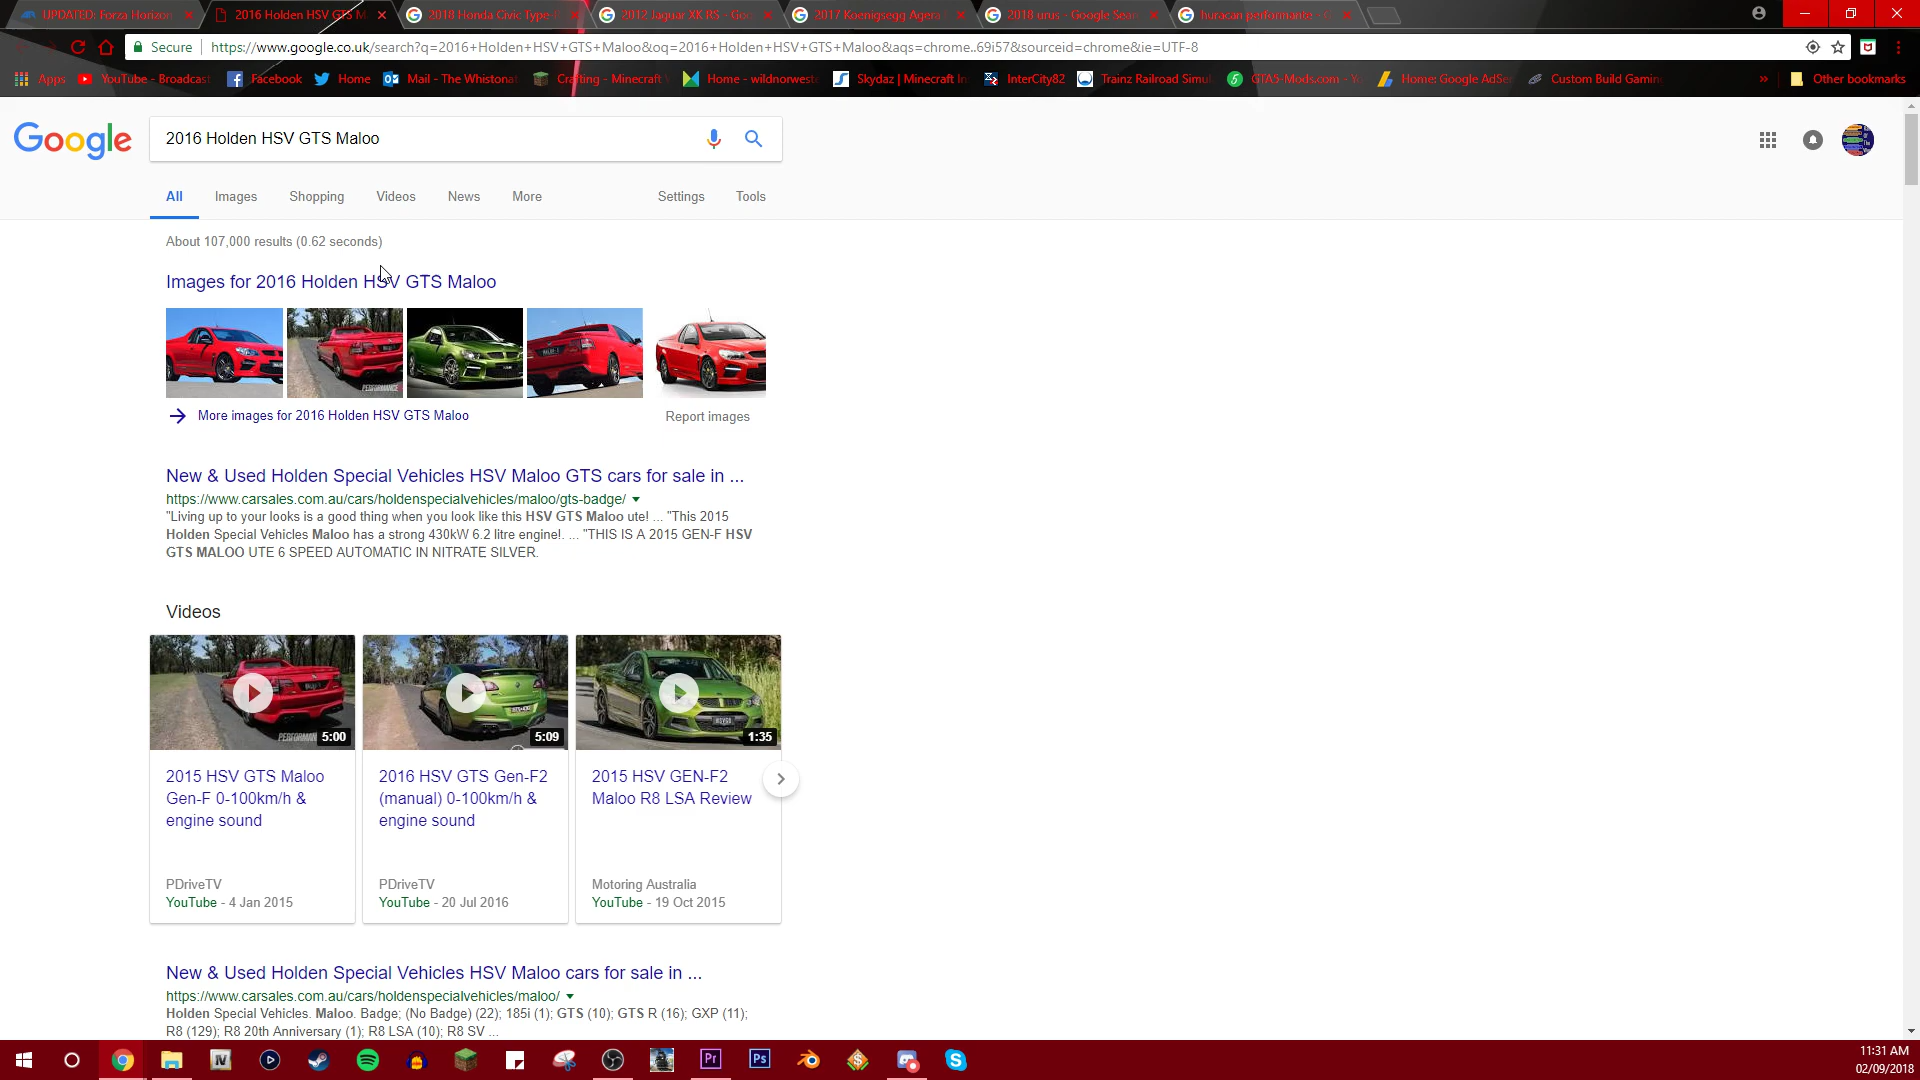 UPDATED: Forza Horizon
2016 Holden HSV GTS M
2018 Honda Civic Type-R
2012 Jaguar XK RS - Goo
2017 Koenigsegg Agera
2018 urus - Google Sear
huracan performante - G
Secure https://www.google.co.uk/search?q=2016+Holden+HSV+GTS+Maloo&oq=2016+Holden+HSV+GTS+Maloo&aqs=chrome..69i57&sourceid=chrome&ie=UTF-8
Apps YouTube - Broadcast Facebook Home Mail - The Whistonat Crafting - Minecraft Home - wildnorweste Skydaz | Minecraft In InterCity82 Trainz Railroad Simul GTA5-Mods.com - Y Home: Google AdSe Custom Build Gamin » Other bookmarks
Google
2016 Holden HSV GTS Maloo
All Images Shopping Videos News More Settings Tools
About 107,000 results (0.62 seconds)
Images for 2016 Holden HSV GTS Maloo
PERFORMANCE
More images for 2016 Holden HSV GTS Maloo
Report images
New & Used Holden Special Vehicles HSV Maloo GTS cars for sale in ...
https://www.carsales.com.au/cars/holdenspecialvehicles/maloo/gts-badge/
"Living up to your looks is a good thing when you look like this HSV GTS Maloo ute! ... "This 2015
Holden Special Vehicles Maloo has a strong 430kW 6.2 litre engine!. ... "THIS IS A 2015 GEN-F HSV
GTS MALOO UTE 6 SPEED AUTOMATIC IN NITRATE SILVER.
Videos
5:00
5:09
1:35
2015 HSV GTS Maloo
Gen-F 0-100km/h &
engine sound
PDriveTV
YouTube - 4 Jan 2015
2016 HSV GTS Gen-F2
(manual) 0-100km/h &
engine sound
PDriveTV
YouTube - 20 Jul 2016
2015 HSV GEN-F2
Maloo R8 LSA Review
Motoring Australia
YouTube - 19 Oct 2015
New & Used Holden Special Vehicles HSV Maloo cars for sale in ...
https://www.carsales.com.au/cars/holdenspecialvehicles/maloo/
Holden Special Vehicles. Maloo. Badge; (No Badge) (22); 185i (1); GTS (10); GTS R (16); GXP (11);
R8 (129); R8 20th Anniversary (1); R8 LSA (10); R8 SV ...
IV
Pr
Ps
11:31 AM
02/09/2018